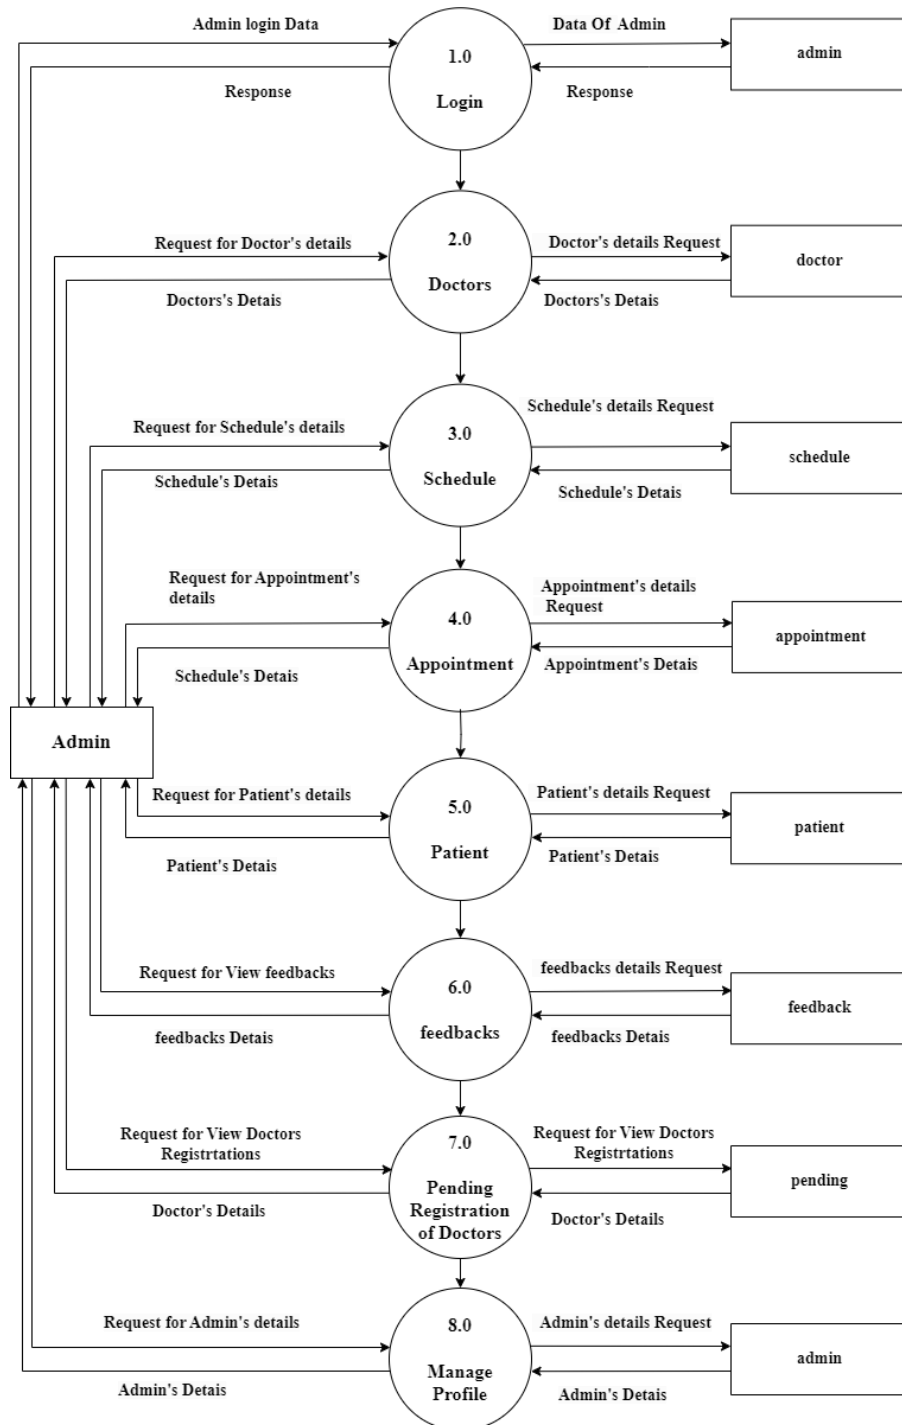 Admin login Data
Data Of Admin
1.0
admin
Response
Response
Login
Request for Doctor's details
2.0
Doctor's details Request
doctor
Doctors's Detais
Doctors
Doctors's Detais
Schedule's details Request
Request for Schedule's details
3.0
schedule
Schedule's Detais
Schedule
Schedule's Detais
Request for Appointment's
details
Appointment's details
Request
4.0
appointment
Schedule's Detais
Appointment
Appointment's Detais
Admin
Request for Patient's details
5.0
Patient's details Request
patient
Patient's Detais
Patient
Patient's Detais
Request for View feedbacks
6.0
feedbacks details Request
feedback
feedbacks Detais
feedbacks
feedbacks Detais
Request for View Doctors
Registrtations
7.0
Request for View Doctors
Registrtations
pending
Doctor's Details
Pending
Registration
of Doctors
Doctor's Details
Request for Admin's details
8.0
Admin's details Request
admin
Admin's Detais
Manage
Profile
Admin's Detais